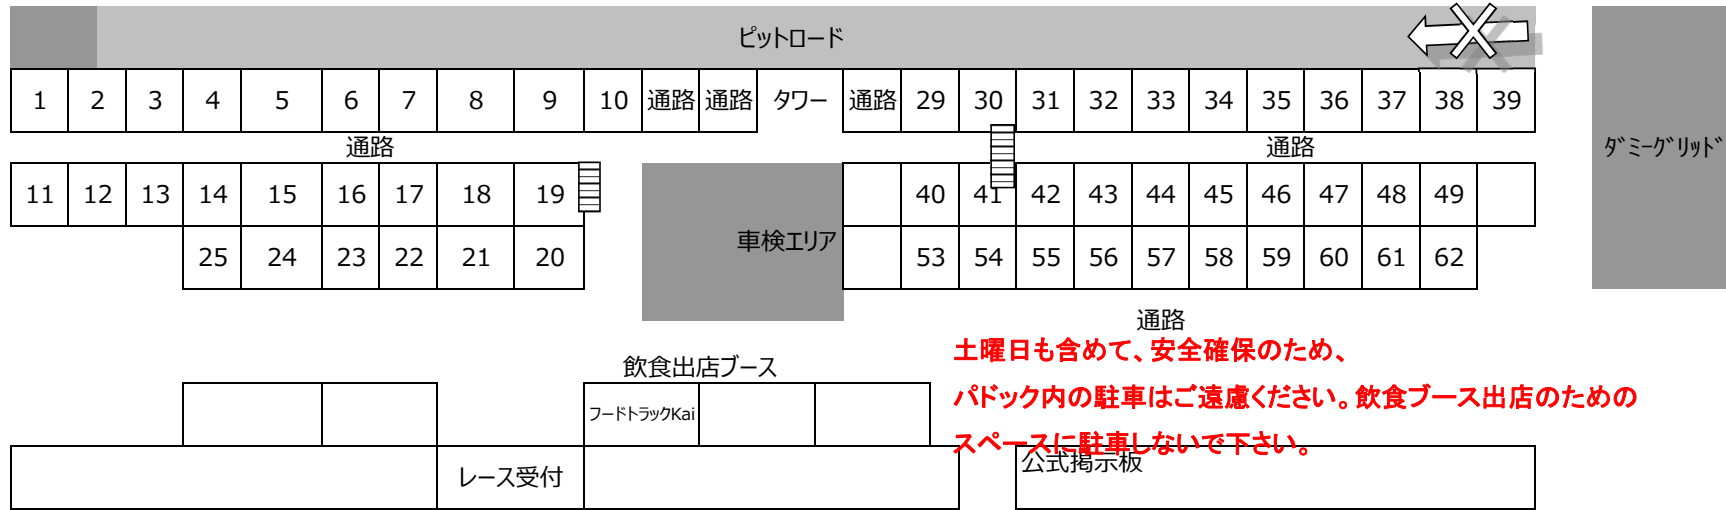 ピットロード
1 2 3 4 5 6 7 8 9 10 通路 通路 タワー 通路 29 30 31 32 33 34 35 36 37 38 39
通路 通路 ダミーグリッド
11 12 13 14 15 16 17 18 19 40 41 42 43 44 45 46 47 48 49
車検エリア
25 24 23 22 21 20 53 54 55 56 57 58 59 60 61 62
通路
土曜日も含めて、安全確保のため、
飲食出店ブース
パドック内の駐車はご遠慮ください。飲食ブース出店のための
フードトラックKai
スペースに駐車しないで下さい。
公式掲示板
レース受付